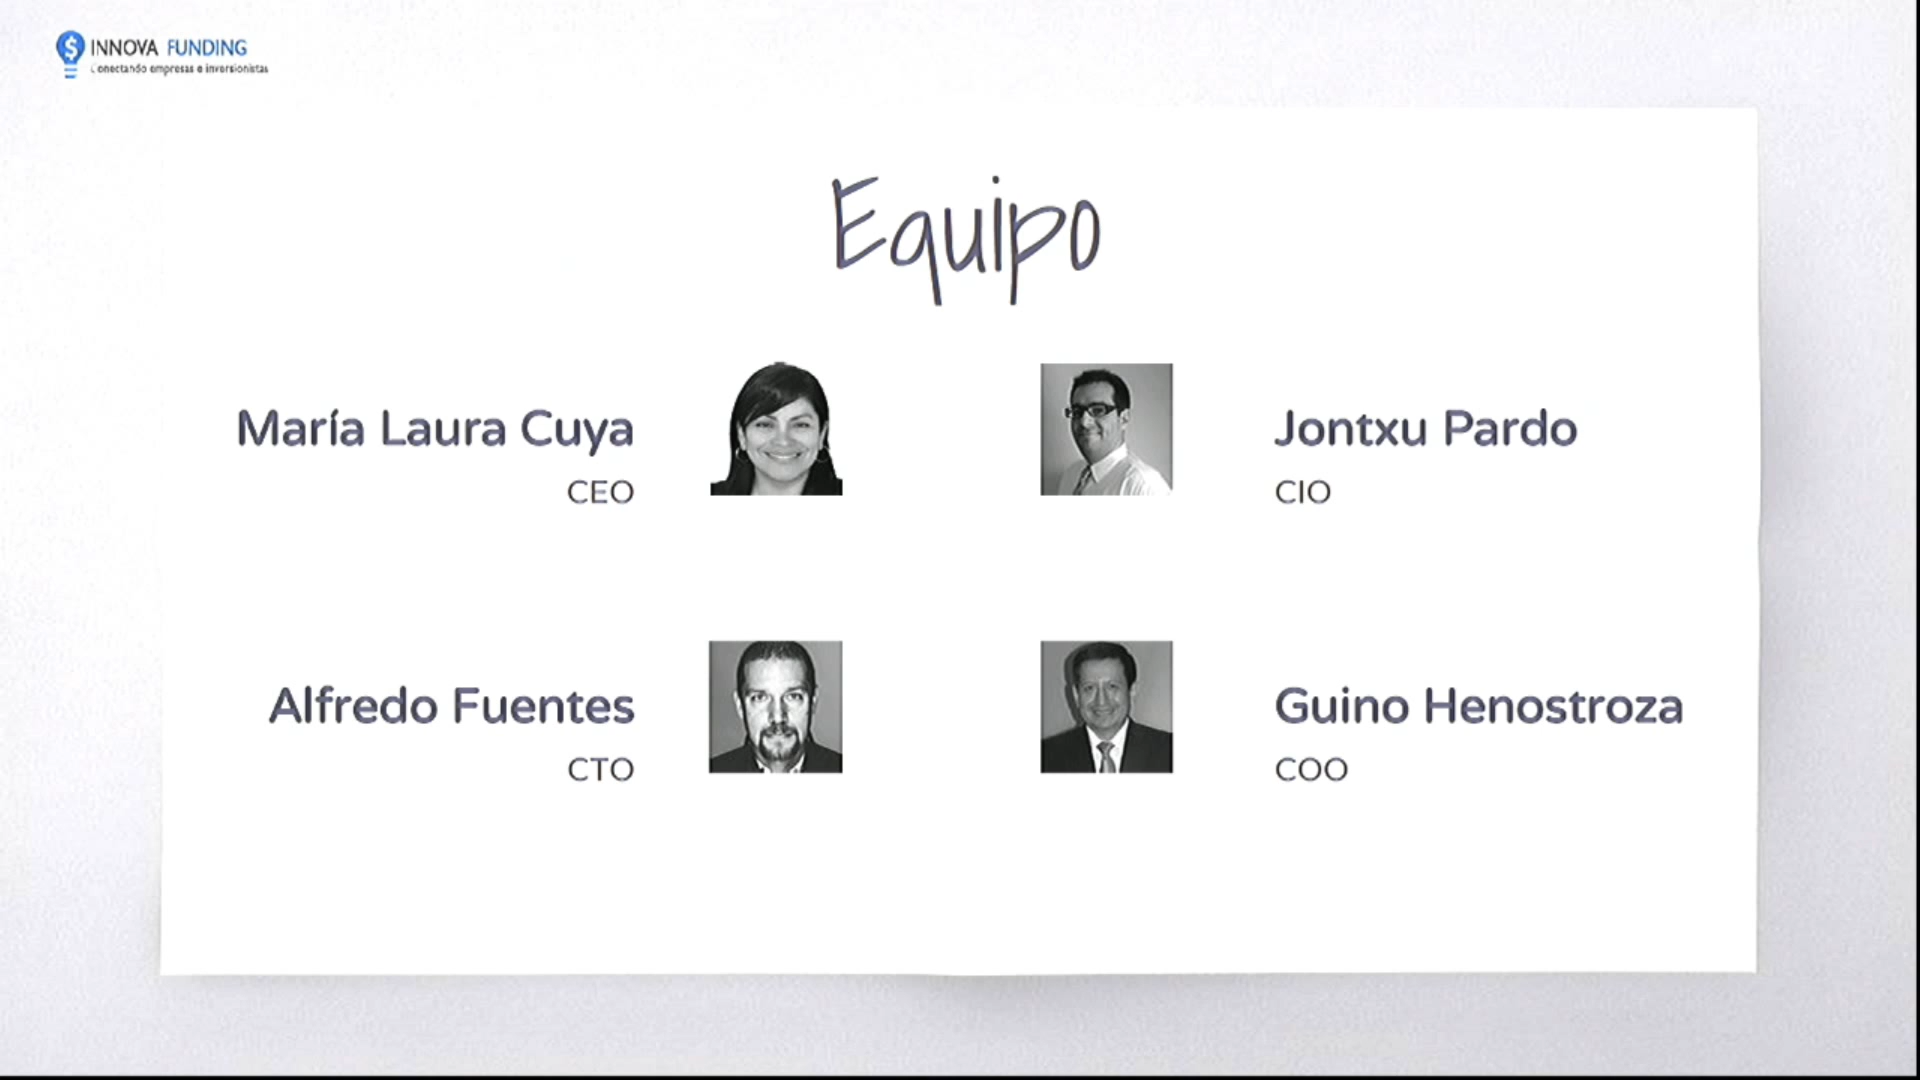 INNOVA FUNDING
Conectando empresas e inversionistas
Equipo
María Laura Cuya
CEO
Jontxu Pardo
CIO
Alfredo Fuentes
CTO
Guino Henostroza
COO